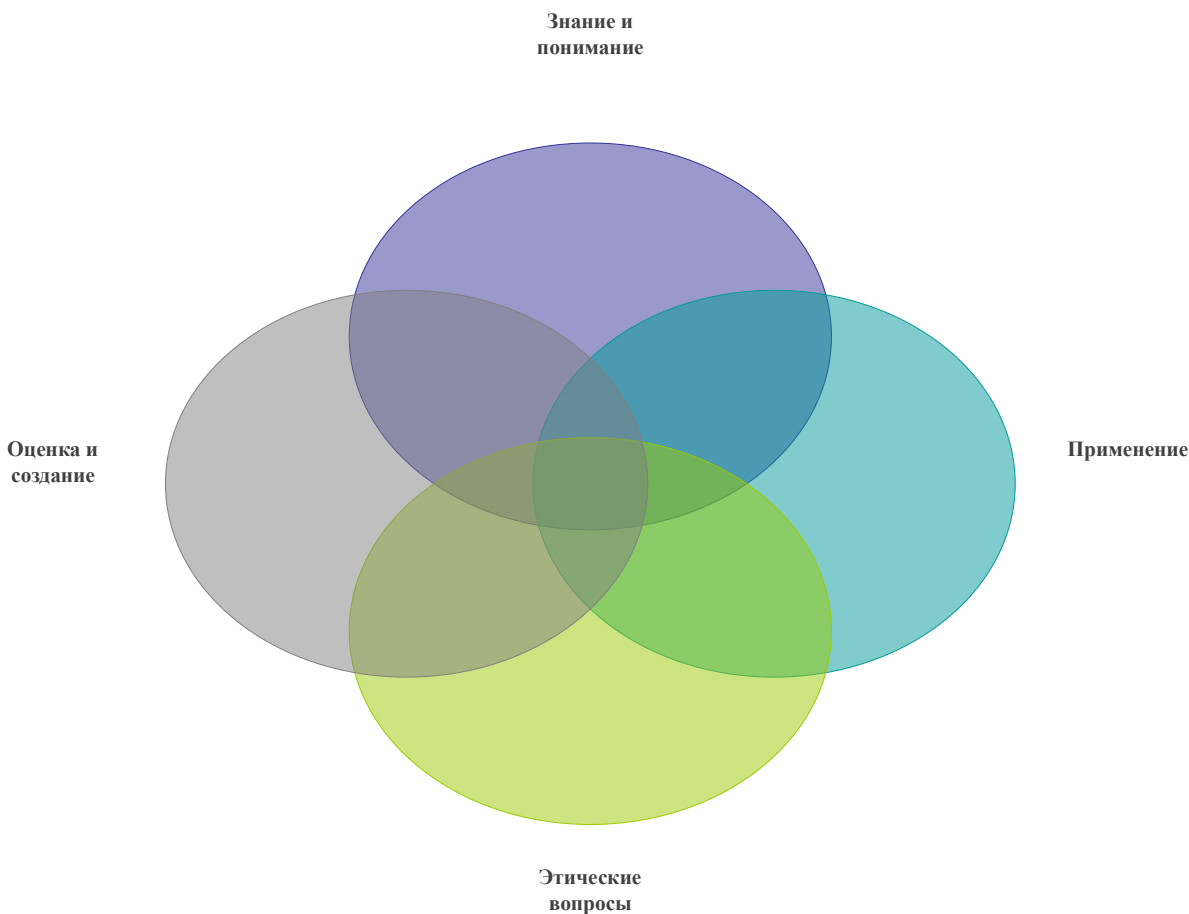 Знание и
понимание
Оценка и
создание
Применение
Этические
вопросы